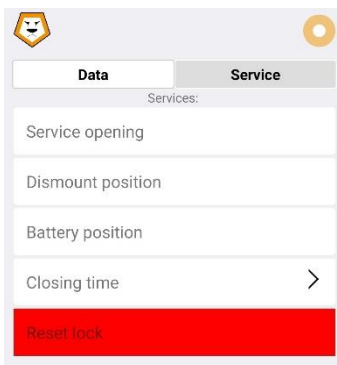 Data Service
Services:
Service opening
Dismount position
Battery position
Closing time
Reset lock